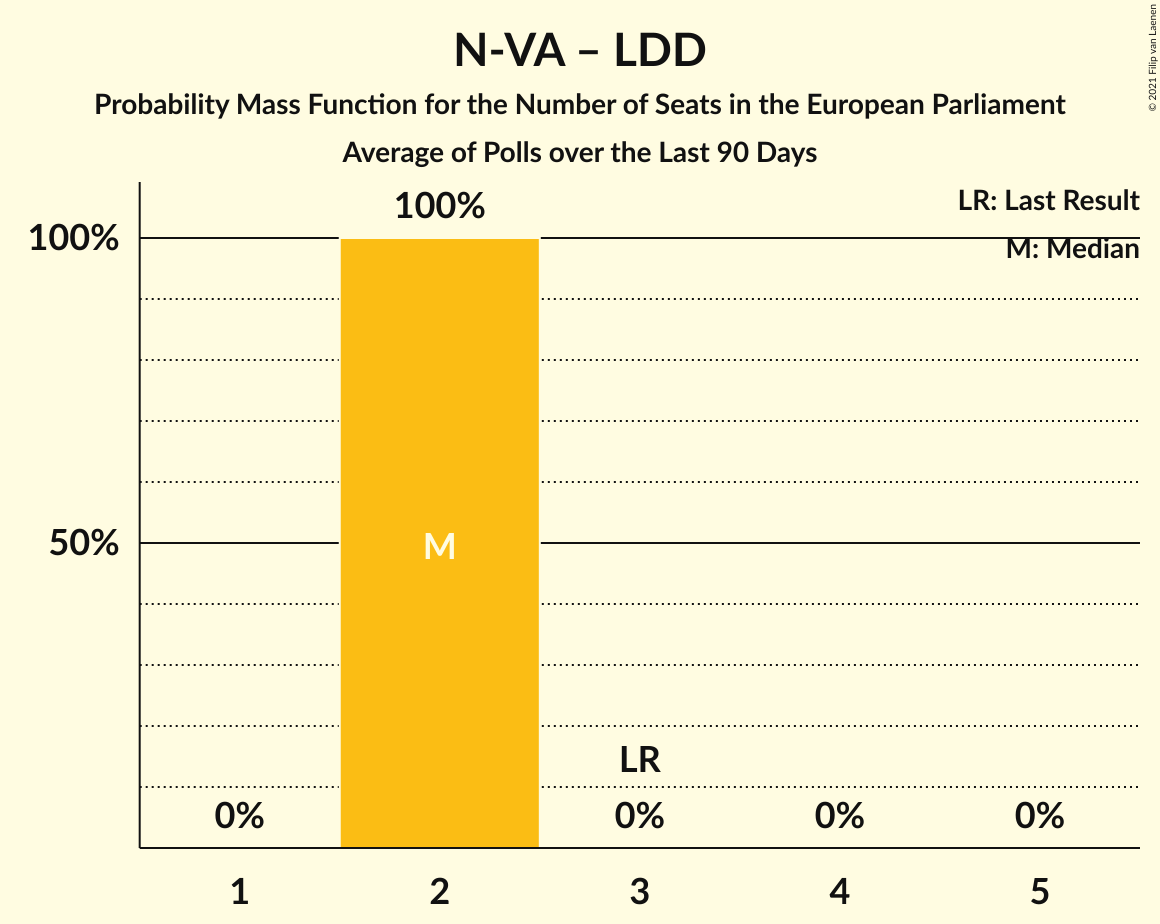 N-VA – LDD
Probability Mass Function for the Number of Seats in the European Parliament
Average of Polls over the Last 90 Days
© 2021 Filip van Laenen
LR: Last Result
M: Median
100%
100%
50%
M
LR
0%
0%
0%
0%
1
2
3
4
5